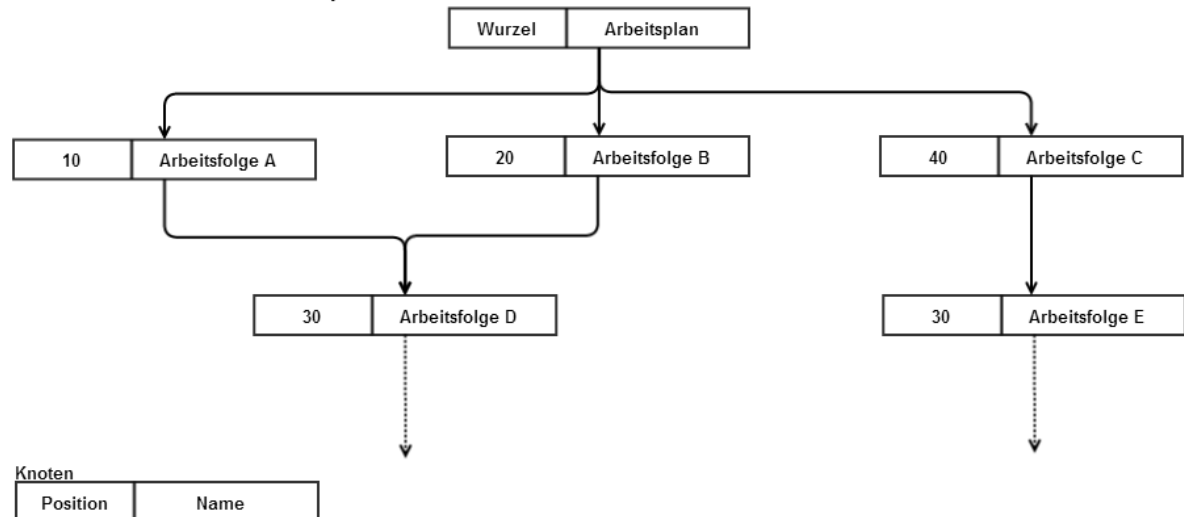 Wurzel Arbeitsplan
10 Arbeitsfolge A 20 Arbeitsfolge B 40 Arbeitsfolge C
30 Arbeitsfolge D 30 Arbeitsfolge E
Knoten
Position Name